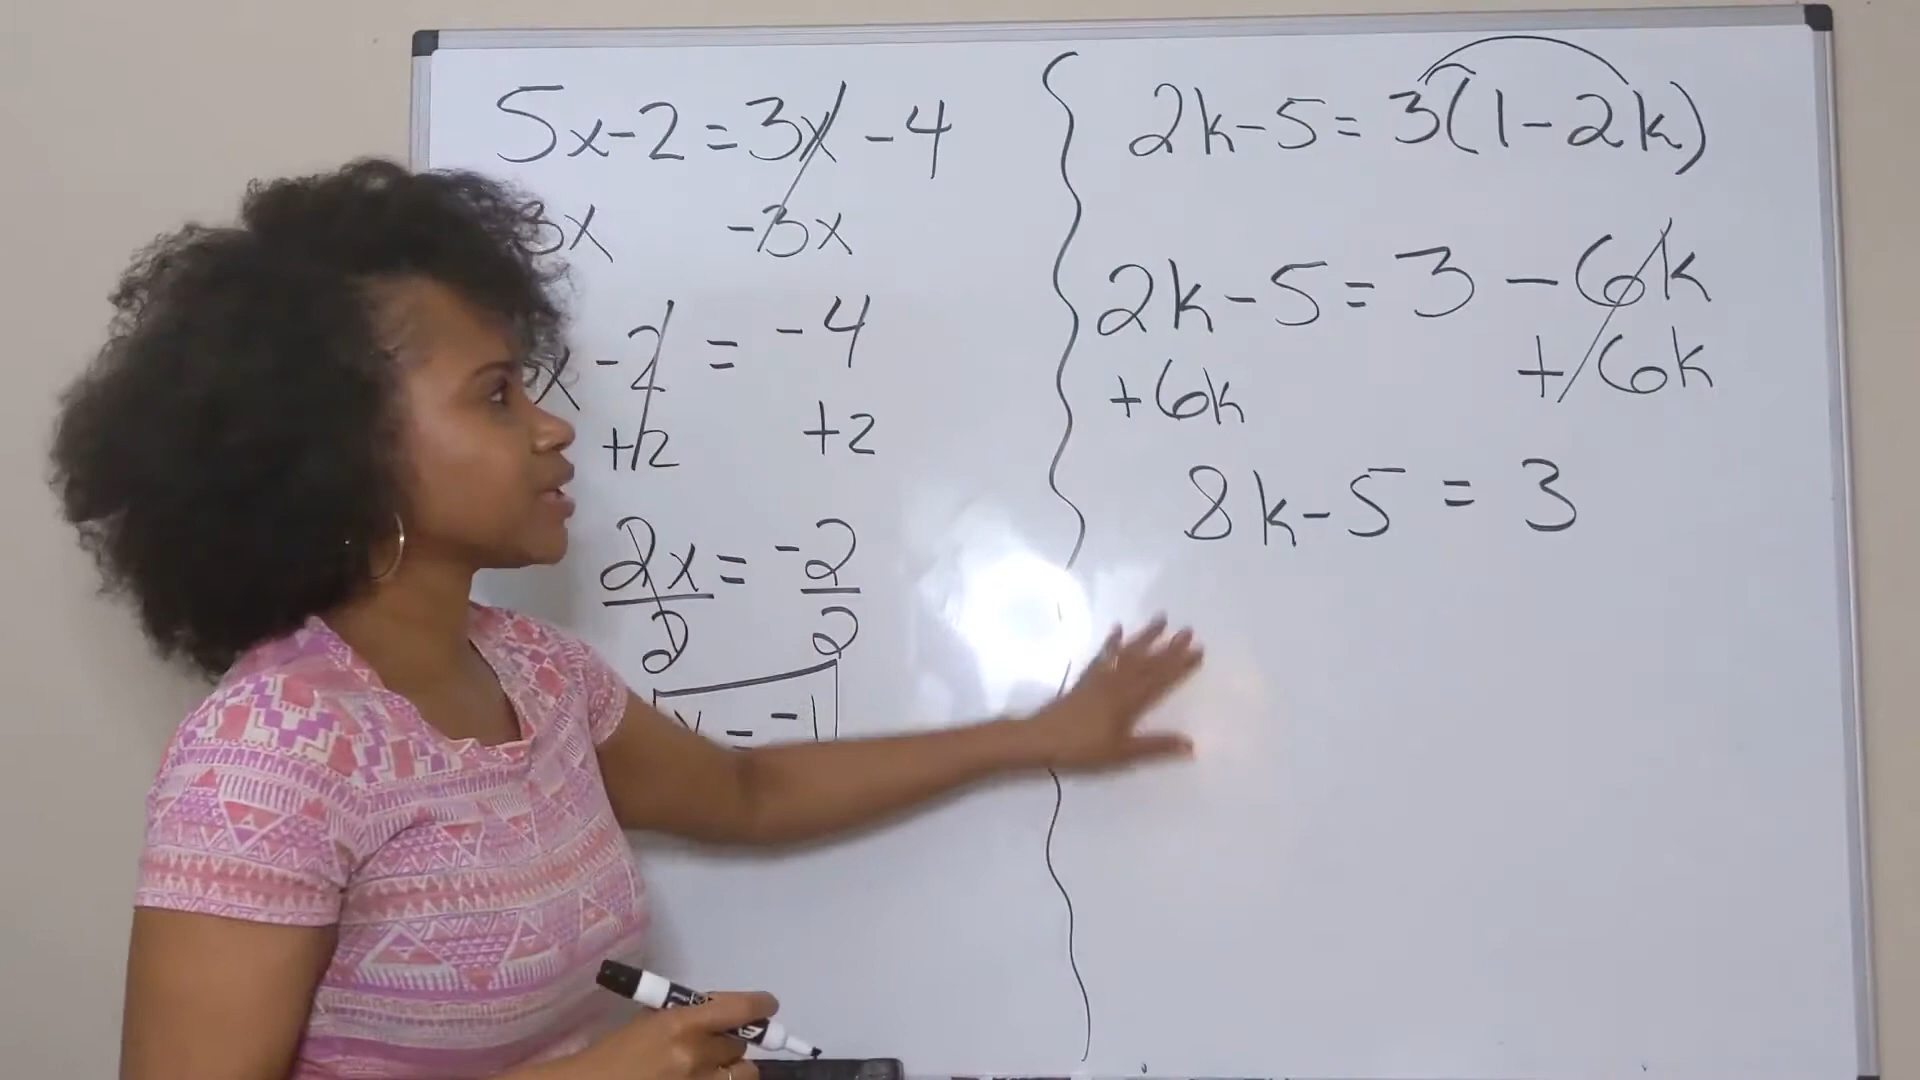 5x-2=3x-4
3x -3x
x-2 = -4
+2 +2
2x = -2
2 2
x = -1
2k-5=3(1-2k)
2k-5=3-6k
+6k +6k
8k-5=3